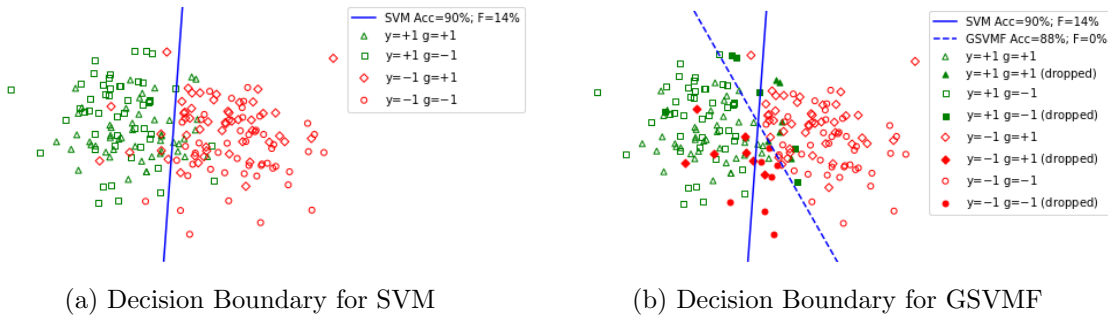 SVM Acc=90%; F=14%
y=+1 g=+1
y=+1 g=−1
y=−1 g=+1
y=−1 g=−1
SVM Acc=90%; F=14%
GSVMF Acc=88%; F=0%
y=+1 g=+1
y=+1 g=+1 (dropped)
y=+1 g=−1
y=+1 g=−1 (dropped)
y=−1 g=+1
y=−1 g=+1 (dropped)
y=−1 g=−1
y=−1 g=−1 (dropped)
(a) Decision Boundary for SVM
(b) Decision Boundary for GSVMF